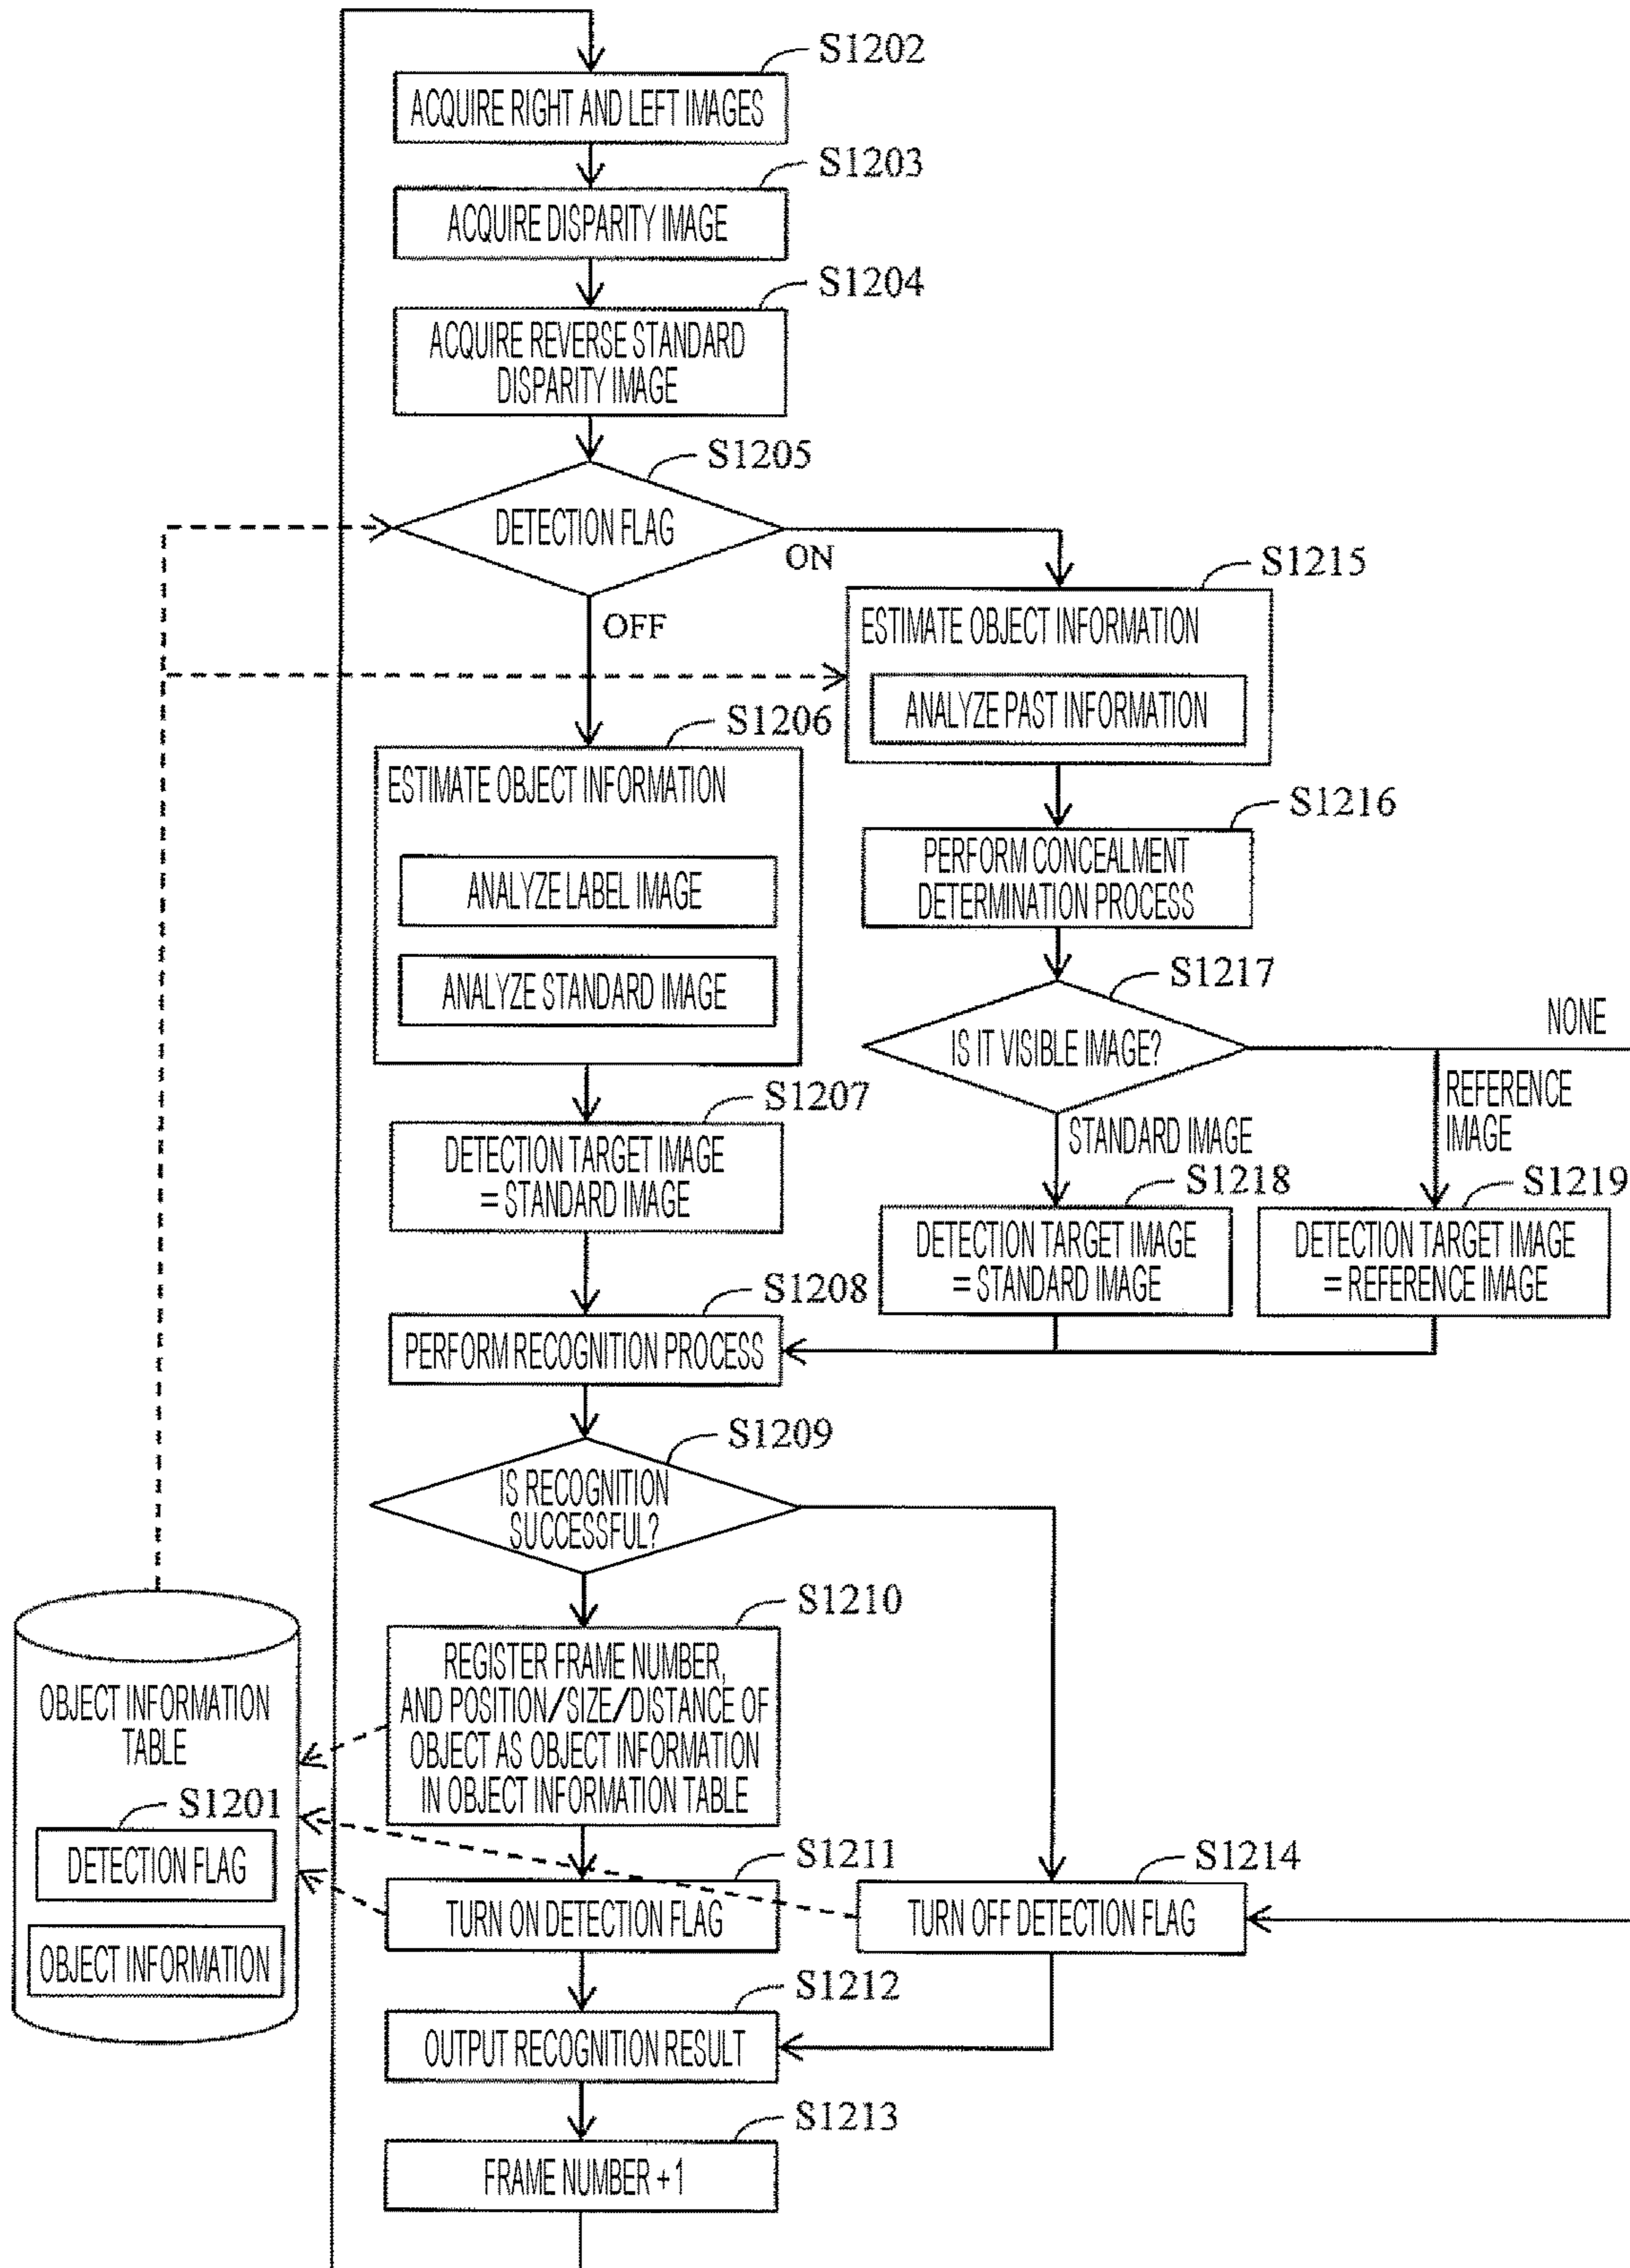 S1202
ACQUIRE RIGHT AND LEFT IMAGES
S1203
ACQUIRE DISPARITY IMAGE
S1204
ACQUIRE REVERSE STANDARD
DISPARITY IMAGE
S1205
DETECTION FLAG
ON
OFF
S1215
ESTIMATE OBJECT INFORMATION
ANALYZE PAST INFORMATION
S1206
ESTIMATE OBJECT INFORMATION
ANALYZE LABEL IMAGE
ANALYZE STANDARD IMAGE
S1216
PERFORM CONCEALMENT
DETERMINATION PROCESS
S1217
IS IT VISIBLE IMAGE?
NONE
REFERENCE
IMAGE
STANDARD IMAGE
S1207
DETECTION TARGET IMAGE
= STANDARD IMAGE
S1218
DETECTION TARGET IMAGE
= STANDARD IMAGE
S1219
DETECTION TARGET IMAGE
= REFERENCE IMAGE
S1208
PERFORM RECOGNITION PROCESS
S1209
IS RECOGNITION
SUCCESSFUL?
S1210
REGISTER FRAME NUMBER,
AND POSITION/SIZE/DISTANCE OF
OBJECT AS OBJECT INFORMATION
IN OBJECT INFORMATION TABLE
OBJECT INFORMATION
TABLE
S1201
DETECTION FLAG
OBJECT INFORMATION
S1211
TURN ON DETECTION FLAG
S1214
TURN OFF DETECTION FLAG
S1212
OUTPUT RECOGNITION RESULT
S1213
FRAME NUMBER + 1